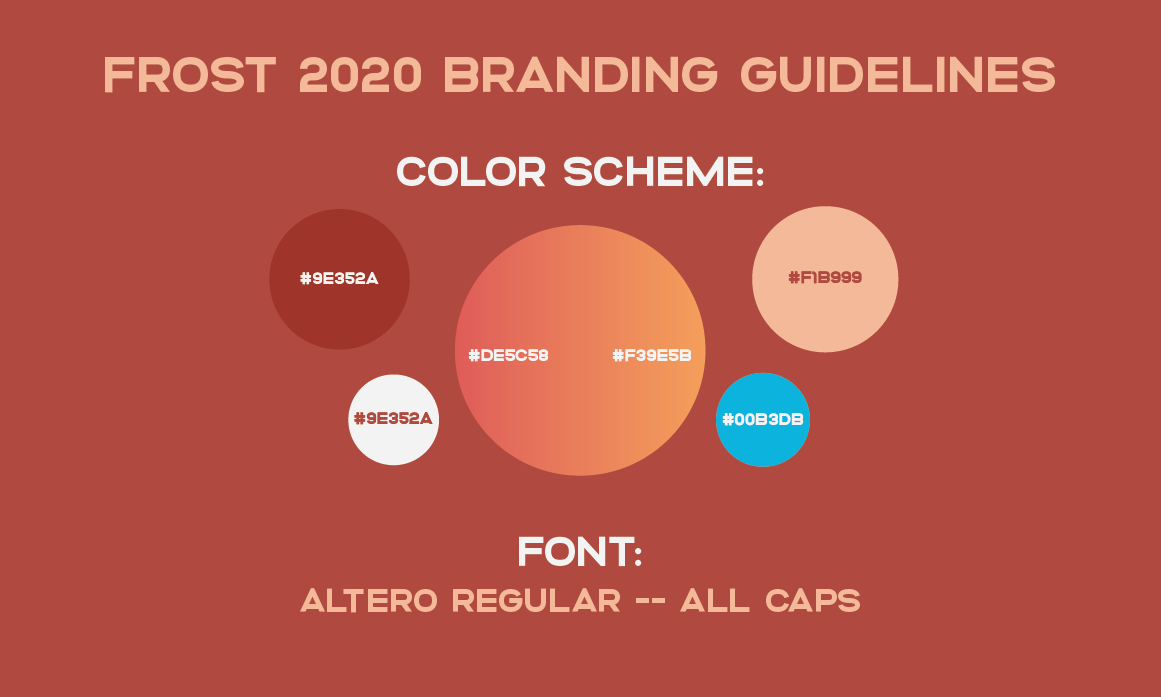 FROST 2020 BRANDING GUIDELINES
COLOR SCHEME:
#9E352A
#F1B999
#DE5C58
#F39E5B
#9E352A
#00B3DB
FONT:
ALTERO REGULAR -- ALL CAPS